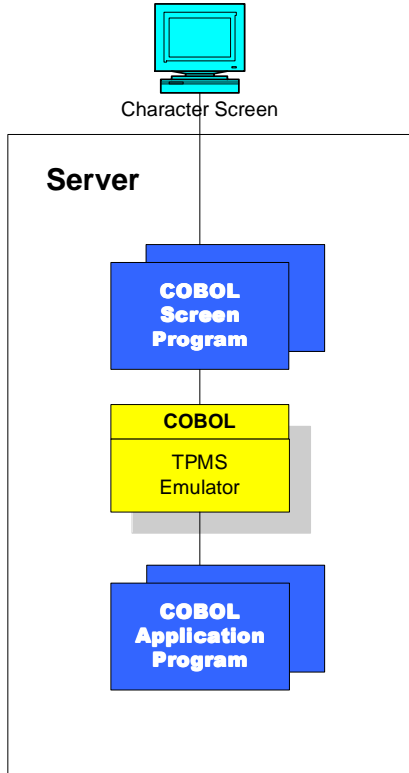 Character Screen
Server
COBOL
Screen
Program
COBOL
TPMS
Emulator
COBOL
Application
Program